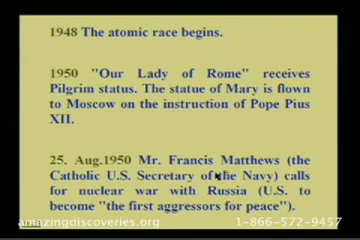 1948 The atomic race begins.
1950 "Our Lady of Rome" receives
Pilgrim status. The statue of Mary is flown
to Moscow on the instruction of Pope Pius
XII.
25. Aug.1950 Mr. Francis Matthews (the
Catholic U.S. Secretary of the Navy) calls
for nuclear war with Russia (U.S. to
become "the first aggressors for peace").
amazingdiscoveries.org 1-866-572-9457